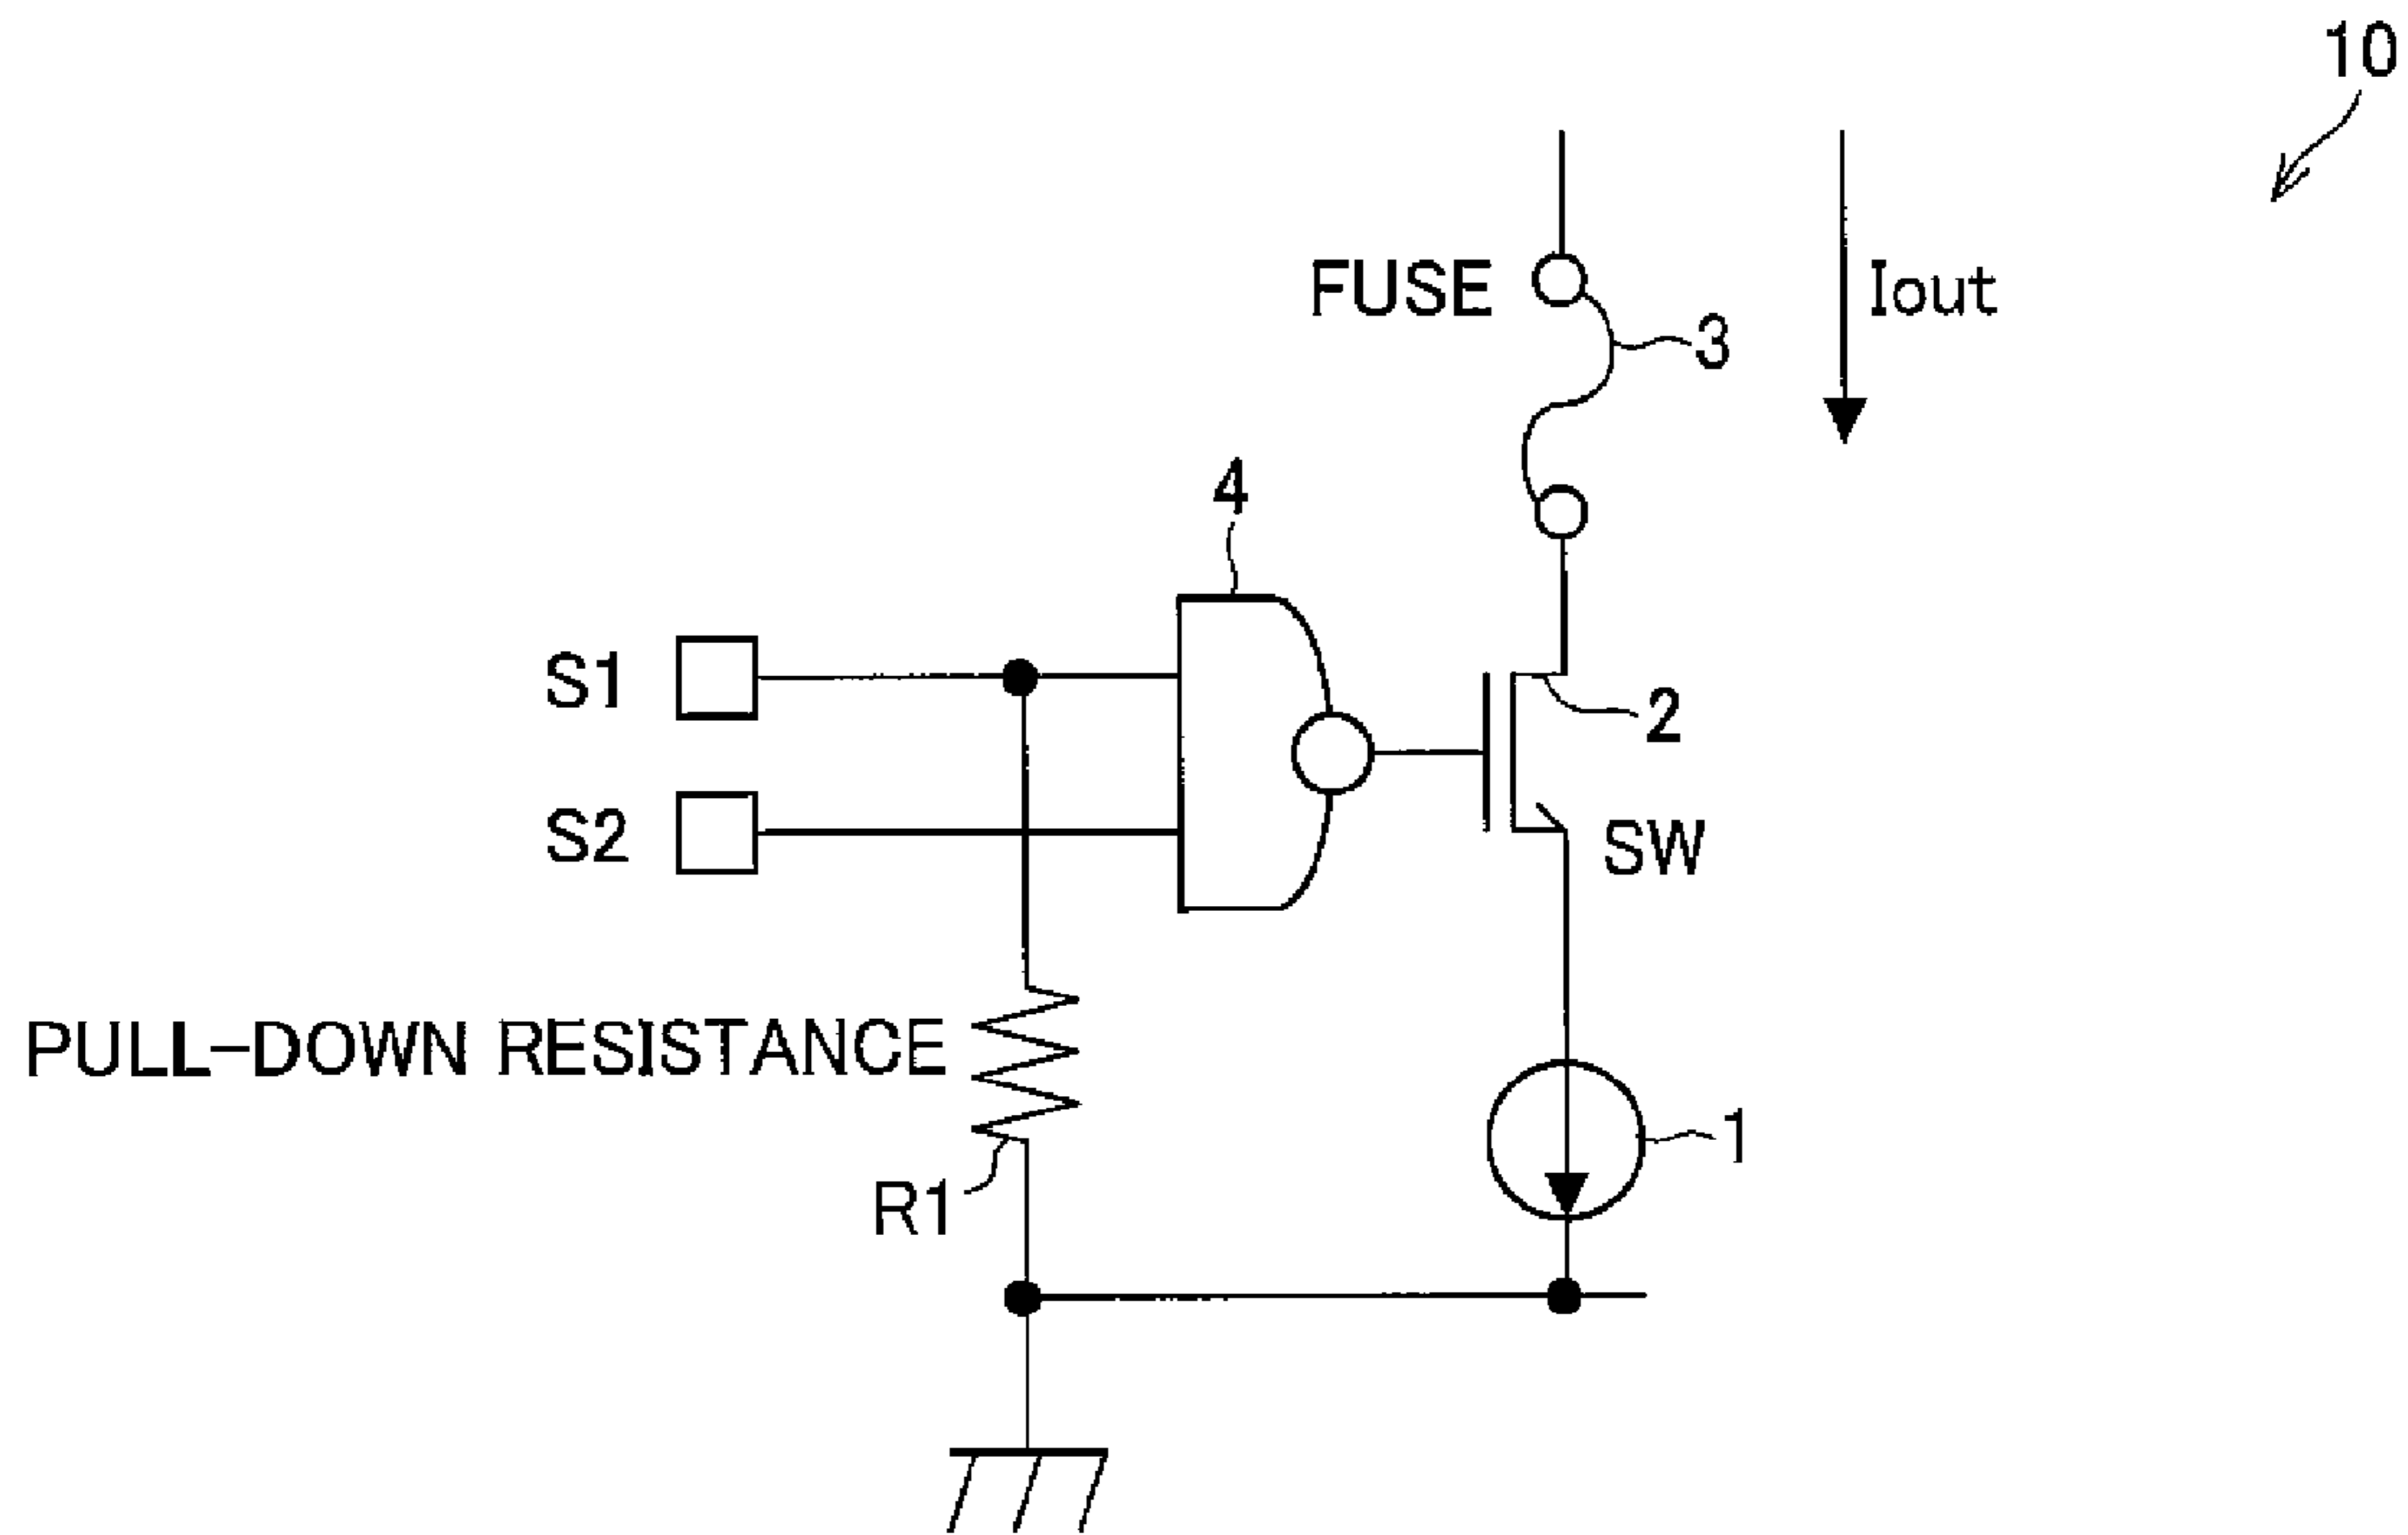 10
FUSE
Iout
3
4
S1
2
S2
SW
PULL-DOWN RESISTANCE
1
R1